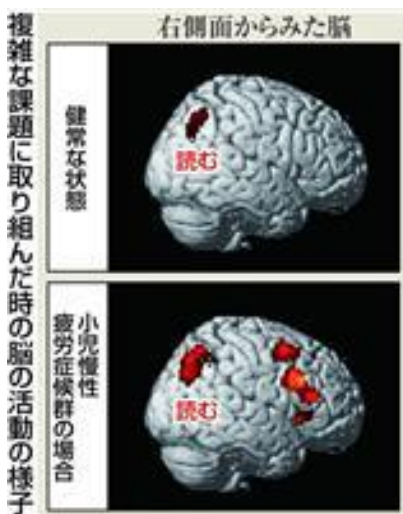 複雑な課題に取り組んだ時の脳の活動の様子
右側面からみた脳
健常な状態
読む
小児慢性
疲労症候群の場合
読む